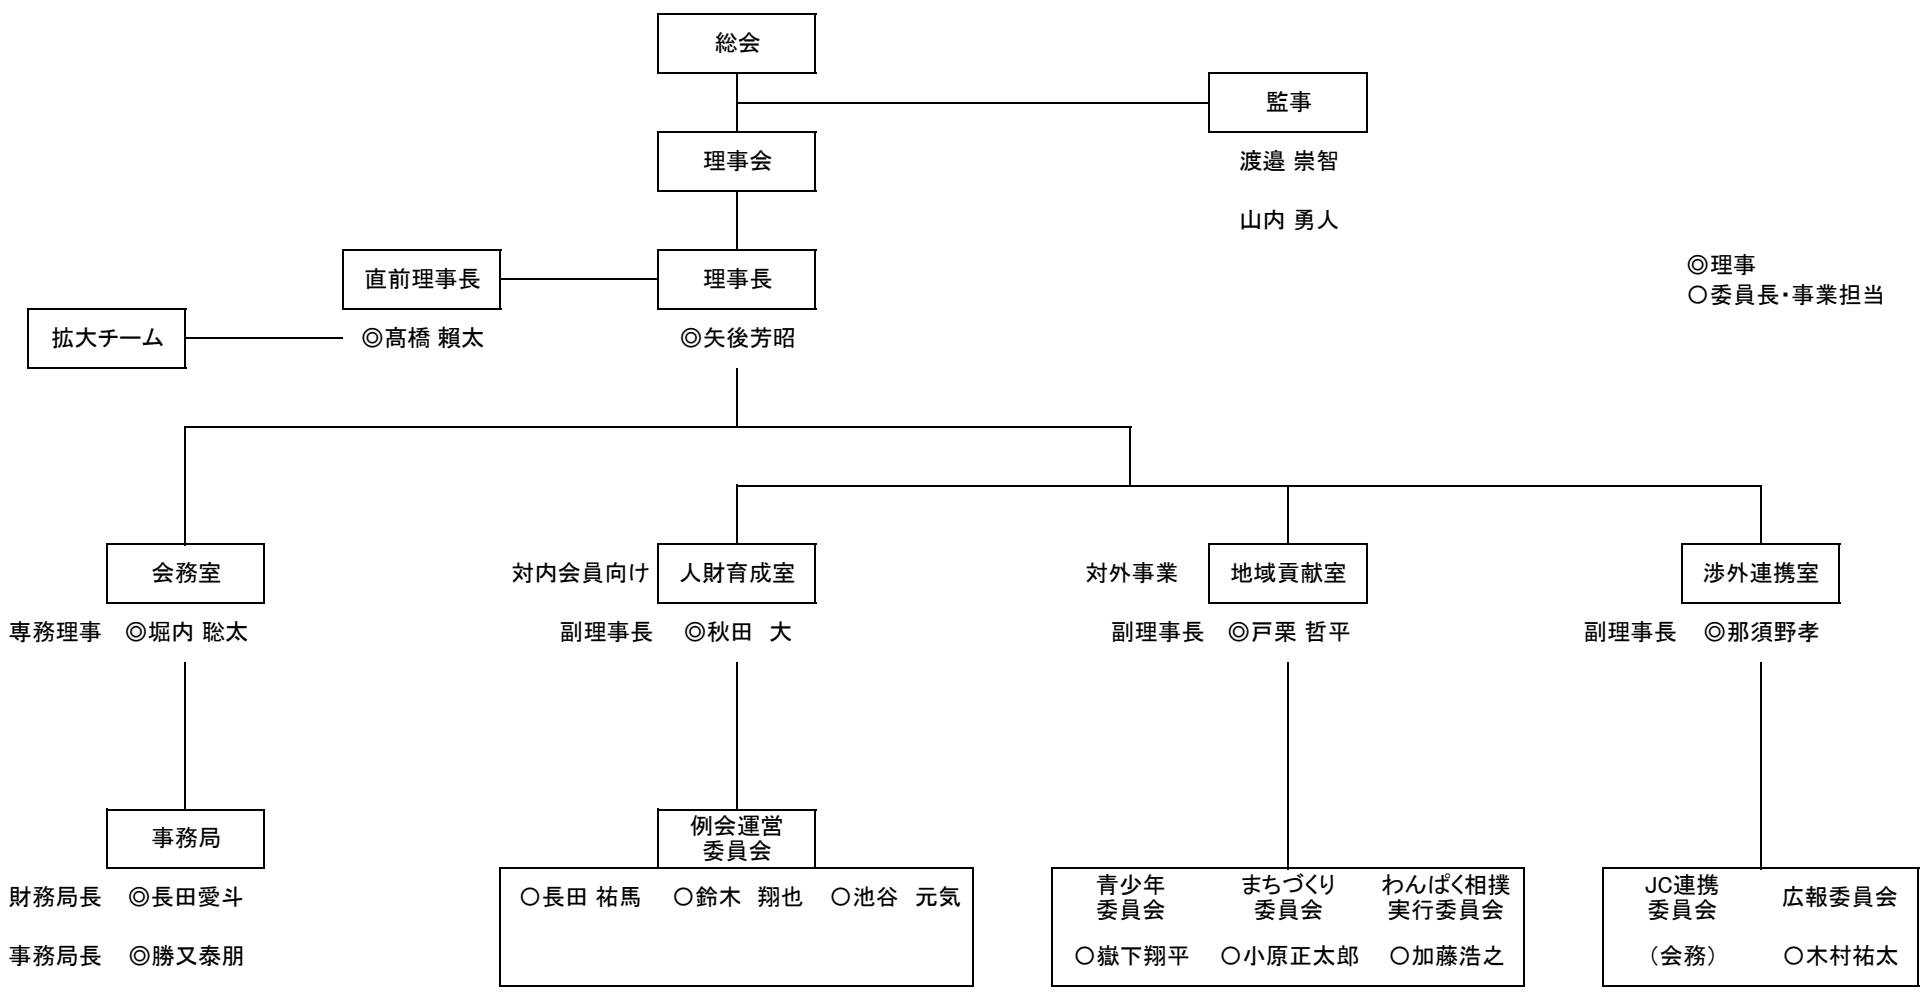 総会
監事
理事会
渡邉 崇智
山内 勇人
直前理事長
理事長
◎理事
○委員長・事業担当
拡大チーム
◎髙橋 賴太
◎矢後芳昭
会務室
対内会員向け
人財育成室
対外事業
地域貢献室
渉外連携室
専務理事 ◎堀内 聡太
副理事長 ◎秋田　大
副理事長 ◎戸栗 哲平
副理事長 ◎那須野孝
事務局
例会運営
委員会
財務局長 ◎長田愛斗
事務局長 ◎勝又泰朋
○長田 祐馬 ○鈴木　翔也 ○池谷　元気
青少年
委員会
○嶽下翔平
まちづくり
委員会
○小原正太郎
わんぱく相撲
実行委員会
○加藤浩之
JC連携
委員会
（会務）
広報委員会
○木村祐太